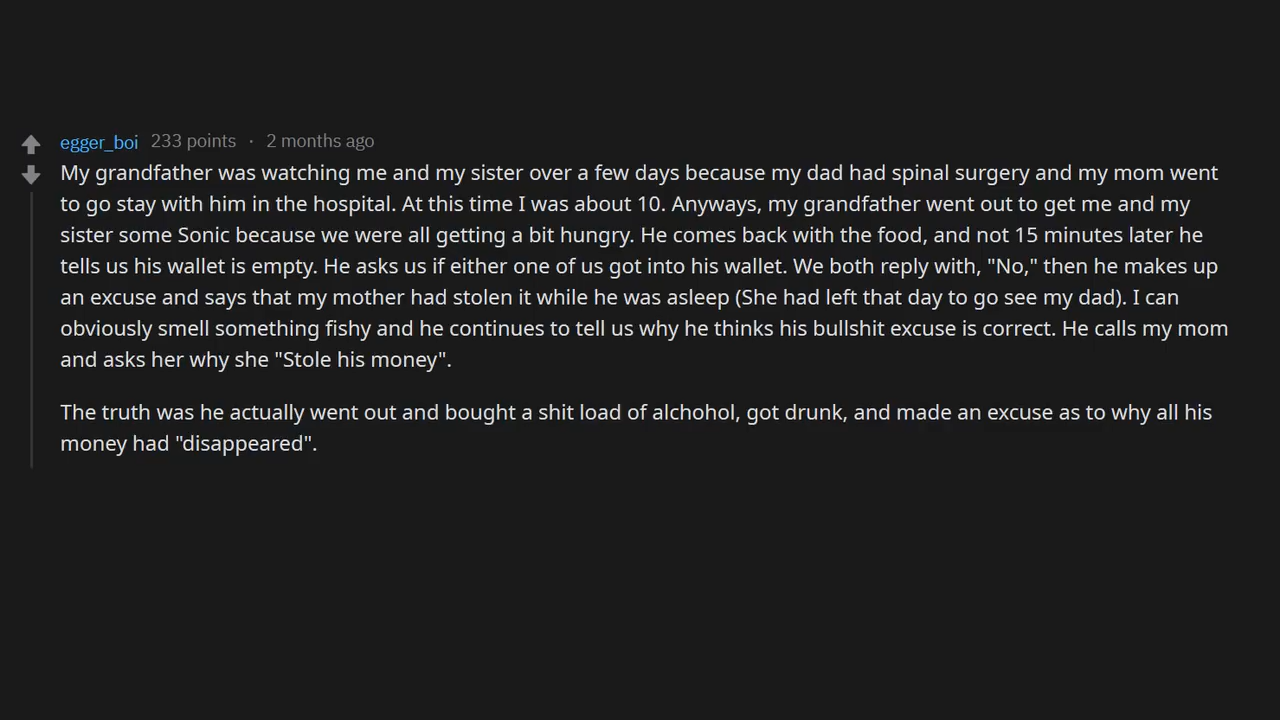 egger_boi 233 points · 2 months ago
My grandfather was watching me and my sister over a few days because my dad had spinal surgery and my mom went
to go stay with him in the hospital. At this time I was about 10. Anyways, my grandfather went out to get me and my
sister some Sonic because we were all getting a bit hungry. He comes back with the food, and not 15 minutes later he
tells us his wallet is empty. He asks us if either one of us got into his wallet. We both reply with, "No," then he makes up
an excuse and says that my mother had stolen it while he was asleep (She had left that day to go see my dad). I can
obviously smell something fishy and he continues to tell us why he thinks his bullshit excuse is correct. He calls my mom
and asks her why she "Stole his money".
The truth was he actually went out and bought a shit load of alchohol, got drunk, and made an excuse as to why all his
money had "disappeared".